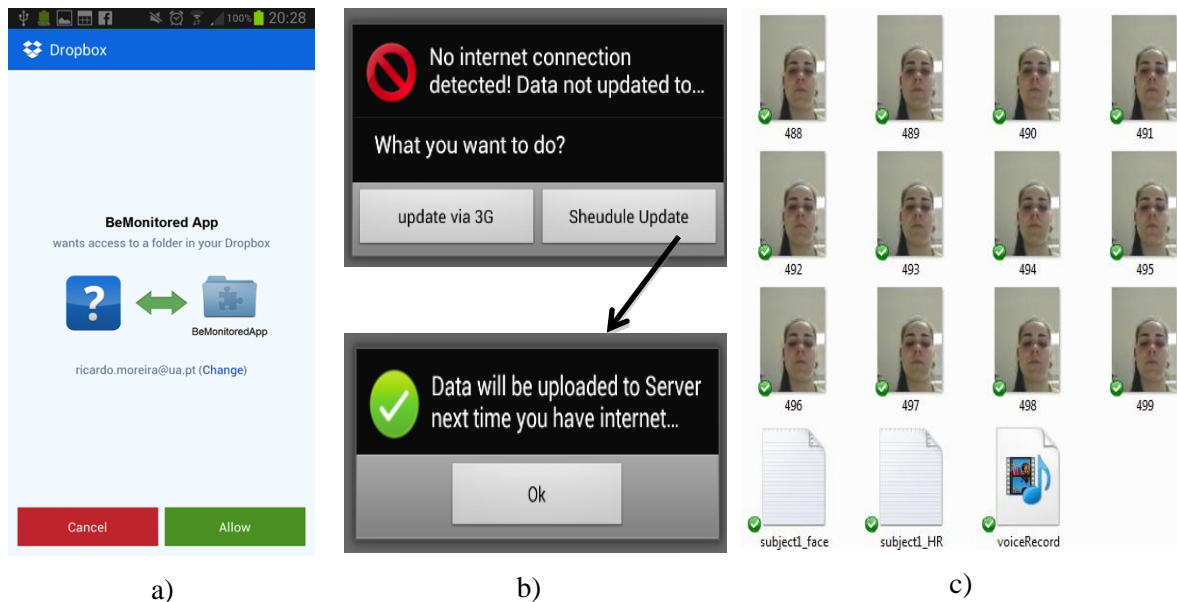 100% 20:28
Dropbox
BeMonitored App
wants access to a folder in your Dropbox
?
BeMonitoredApp
ricardo.moreira@ua.pt (Change)
Cancel Allow
a)
No internet connection
detected! Data not updated to...
What you want to do?
update via 3G Sheudule Update
Data will be uploaded to Server
next time you have internet...
Ok
b)
488 489 490 491
492 493 494 495
496 497 498 499
subject1_face subject1_HR voiceRecord
c)